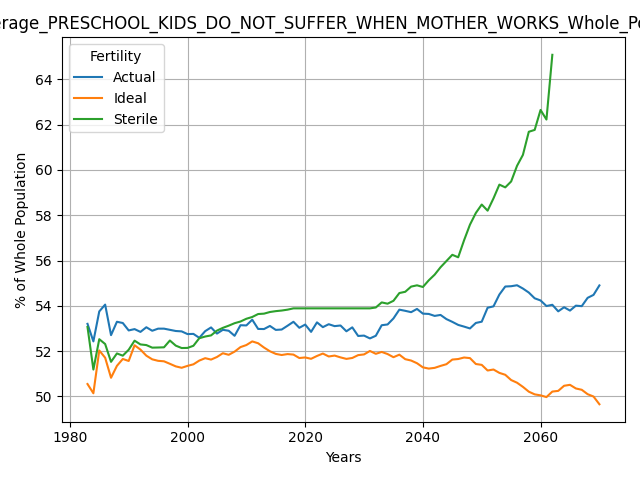 erage_PRESCHOOL_KIDS_DO_NOT_SUFFER_WHEN_MOTHER_WORKS_Whole_Po
Fertility
Actual
Ideal
Sterile
% of Whole Population
64
62
60
58
56
54
52
50
1980
2000
2020
2040
2060
Years